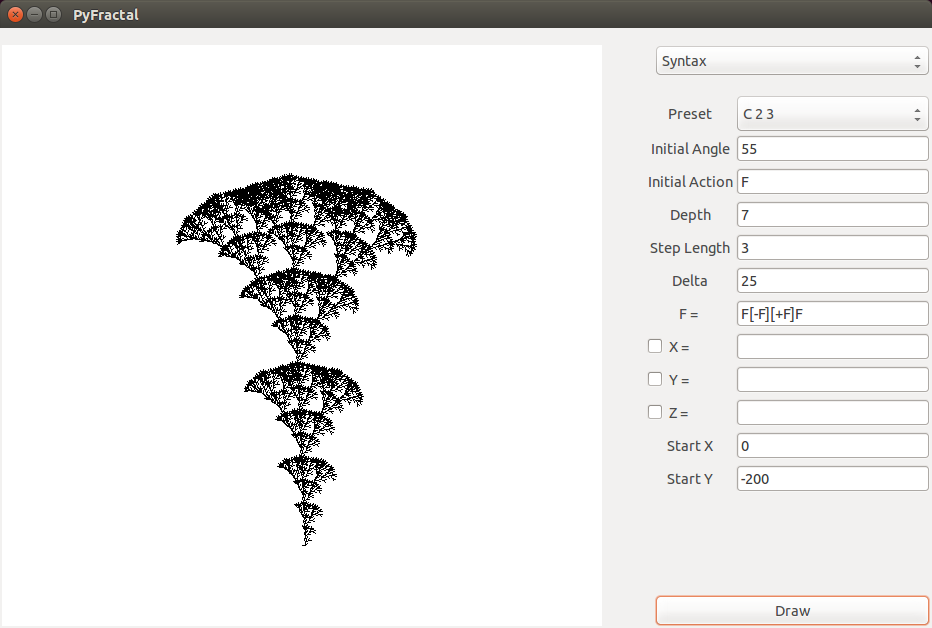 PyFractal
Syntax
Preset C 2 3
Initial Angle 55
Initial Action F
Depth 7
Step Length 3
Delta 25
F = F[-F][+F]F
X =
Y =
Z =
Start X 0
Start Y -200
Draw